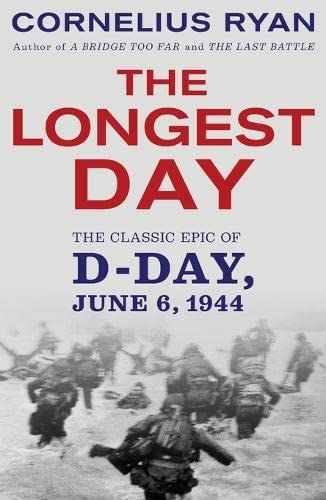 CORNELIUS RYAN
Author of A BRIDGE TOO FAR and THE LAST BATTLE
THE
LONGEST
DAY
THE CLASSIC EPIC OF
D-DAY,
JUNE 6, 1944